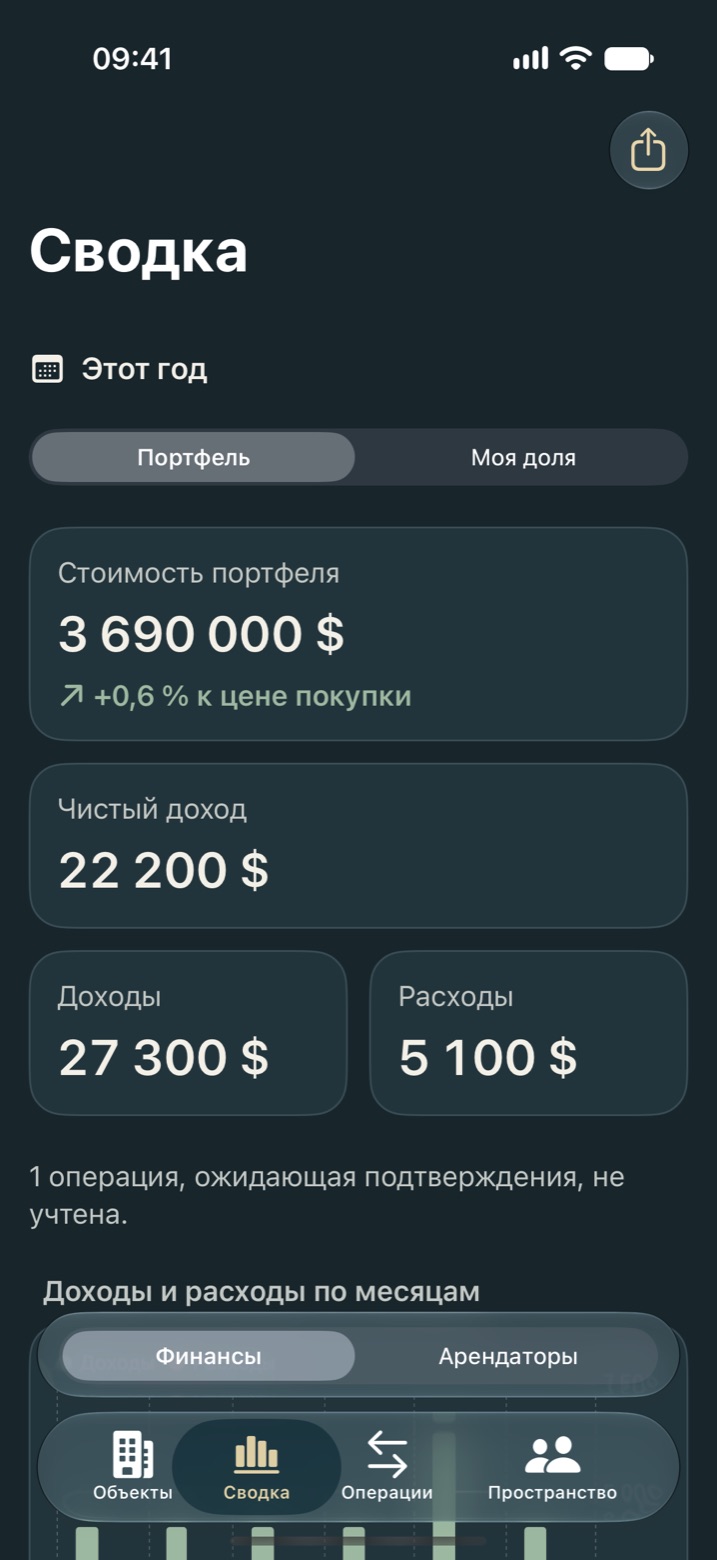 09:41
Сводка
Этот год
Портфель
Моя доля
Стоимость портфеля
3 690 000 $
+0,6 % к цене покупки
Чистый доход
22 200 $
Доходы
27 300 $
Расходы
5 100 $
1 операция, ожидающая подтверждения, не
учтена.
Доходы и расходы по месяцам
Финансы
Арендаторы
Объекты
Сводка
Операции
Пространство